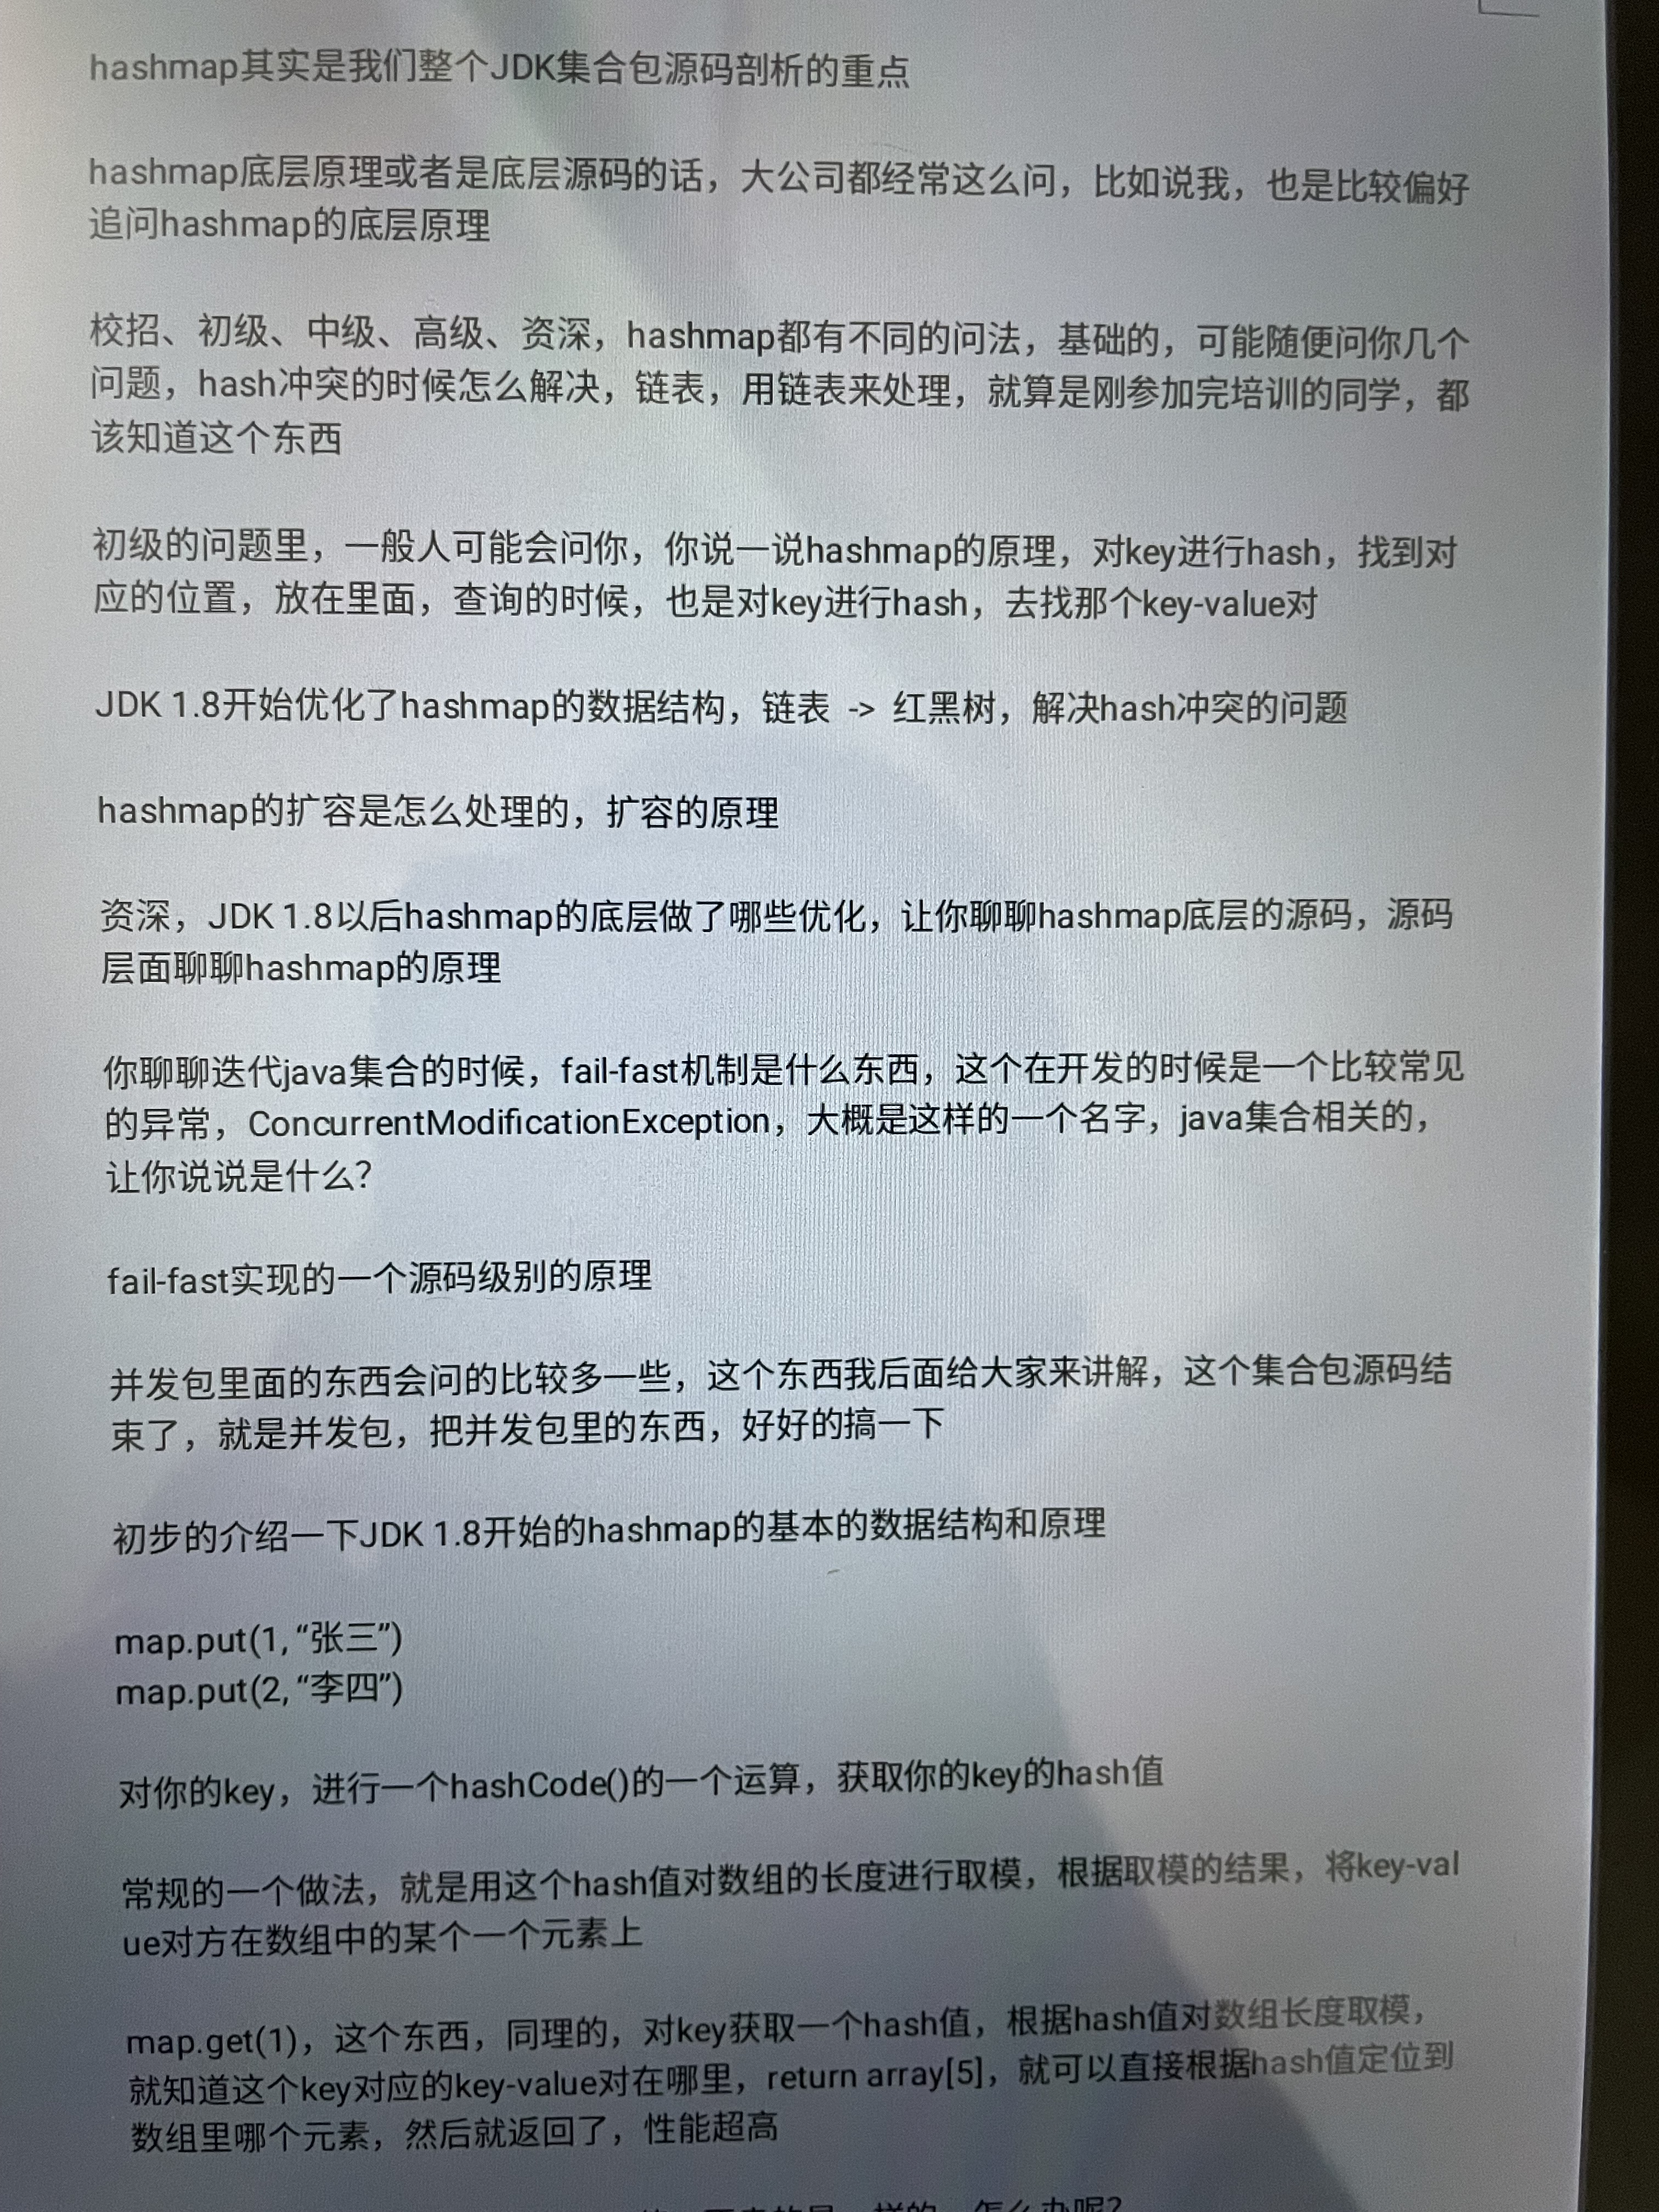 hashmap其实是我们整个JDK集合包源码剖析的重点
hashmap底层原理或者是底层源码的话，大公司都经常这么问，比如说我，也是比较偏好
追问hashmap的底层原理
校招、初级、中级、高级、资深，hashmap都有不同的问法，基础的，可能随便问你几个
问题，hash冲突的时候怎么解决，链表，用链表来处理，就算是刚参加完培训的同学，都
该知道这个东西
初级的问题里，一般人可能会问你，你说一说hashmap的原理，对key进行hash，找到对
应的位置，放在里面，查询的时候，也是对key进行hash，去找那个key-value对
JDK 1.8开始优化了hashmap的数据结构，链表 -> 红黑树，解决hash冲突的问题
hashmap的扩容是怎么处理的，扩容的原理
资深，JDK 1.8以后hashmap的底层做了哪些优化，让你聊聊hashmap底层的源码，源码
层面聊聊hashmap的原理
你聊聊迭代java集合的时候，fail-fast机制是什么东西，这个在开发的时候是一个比较常见
的异常，ConcurrentModificationException，大概是这样的一个名字，java集合相关的，
让你说说是什么？
fail-fast实现的一个源码级别的原理
并发包里面的东西会问的比较多一些，这个东西我后面给大家来讲解，这个集合包源码结
束了，就是并发包，把并发包里的东西，好好的搞一下
初步的介绍一下JDK 1.8开始的hashmap的基本的数据结构和原理
map.put(1, “张三”)
map.put(2, “李四”)
对你的key，进行一个hashCode()的一个运算，获取你的key的hash值
常规的一个做法，就是用这个hash值对数组的长度进行取模，根据取模的结果，将key-val
ue对方在数组中的某个一个元素上
map.get(1)，这个东西，同理的，对key获取一个hash值，根据hash值对数组长度取模，
就知道这个key对应的key-value对在哪里，return array[5]，就可以直接根据hash值定位到
数组里哪个元素，然后就返回了，性能超高